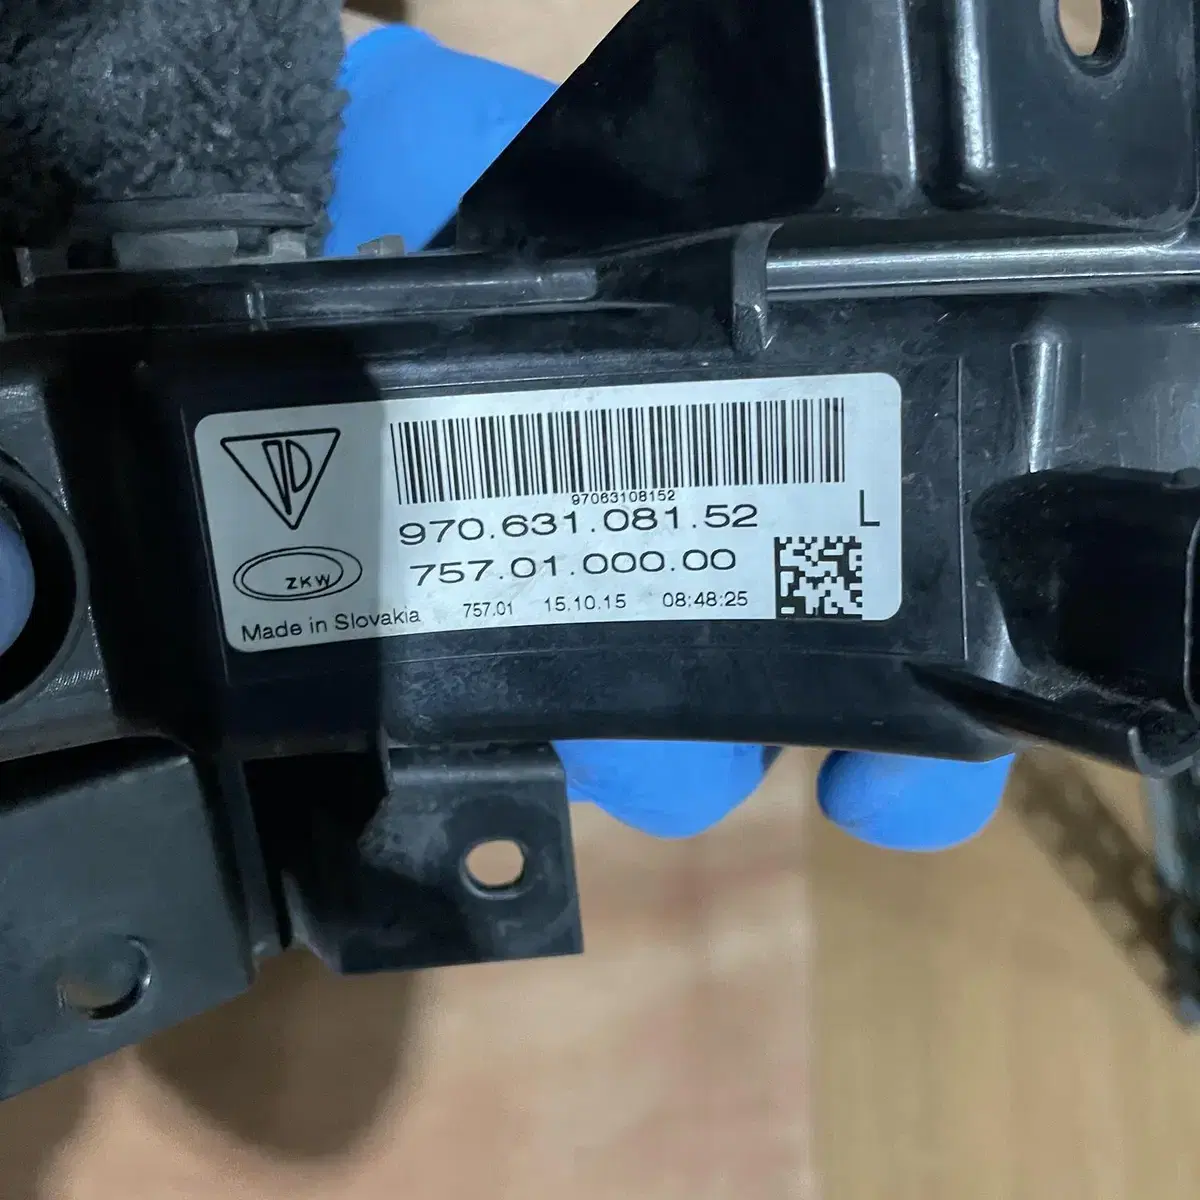 97063108152
970.631.081.52
L
757.01.000.00
ZKW
Made in Slovakia 757.01 15.10.15 08:48:25